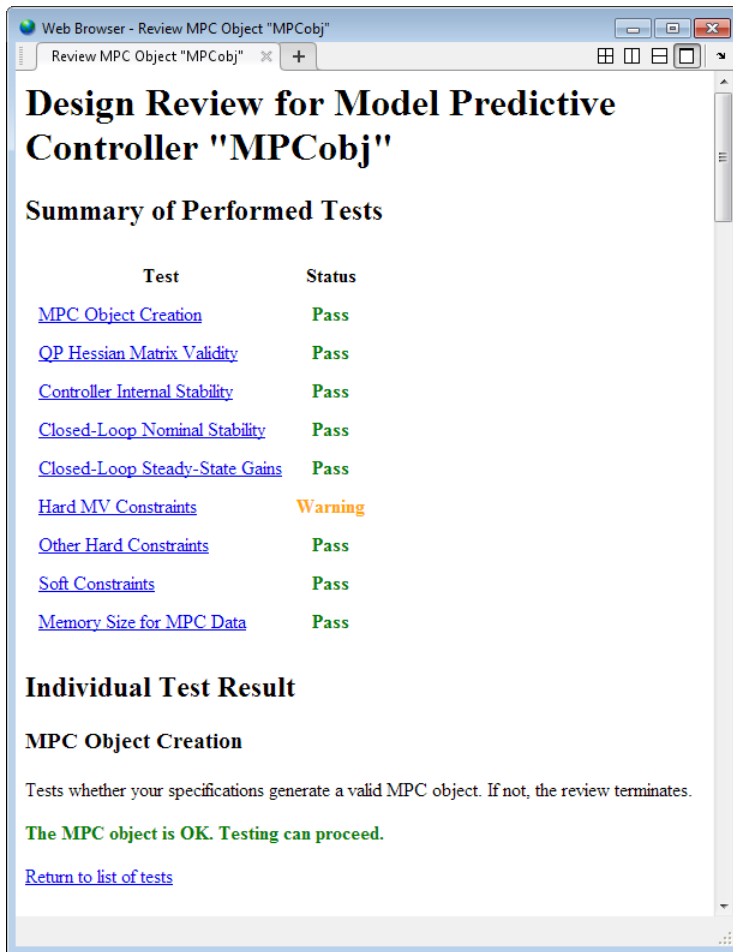 Web Browser - Review MPC Object "MPCobj"
Review MPC Object "MPCobj"
Design Review for Model Predictive
Controller "MPCobj"
Summary of Performed Tests
Test Status
MPC Object Creation Pass
QP Hessian Matrix Validity Pass
Controller Internal Stability Pass
Closed-Loop Nominal Stability Pass
Closed-Loop Steady-State Gains Pass
Hard MV Constraints Warning
Other Hard Constraints Pass
Soft Constraints Pass
Memory Size for MPC Data Pass
Individual Test Result
MPC Object Creation
Tests whether your specifications generate a valid MPC object. If not, the review terminates.
The MPC object is OK. Testing can proceed.
Return to list of tests